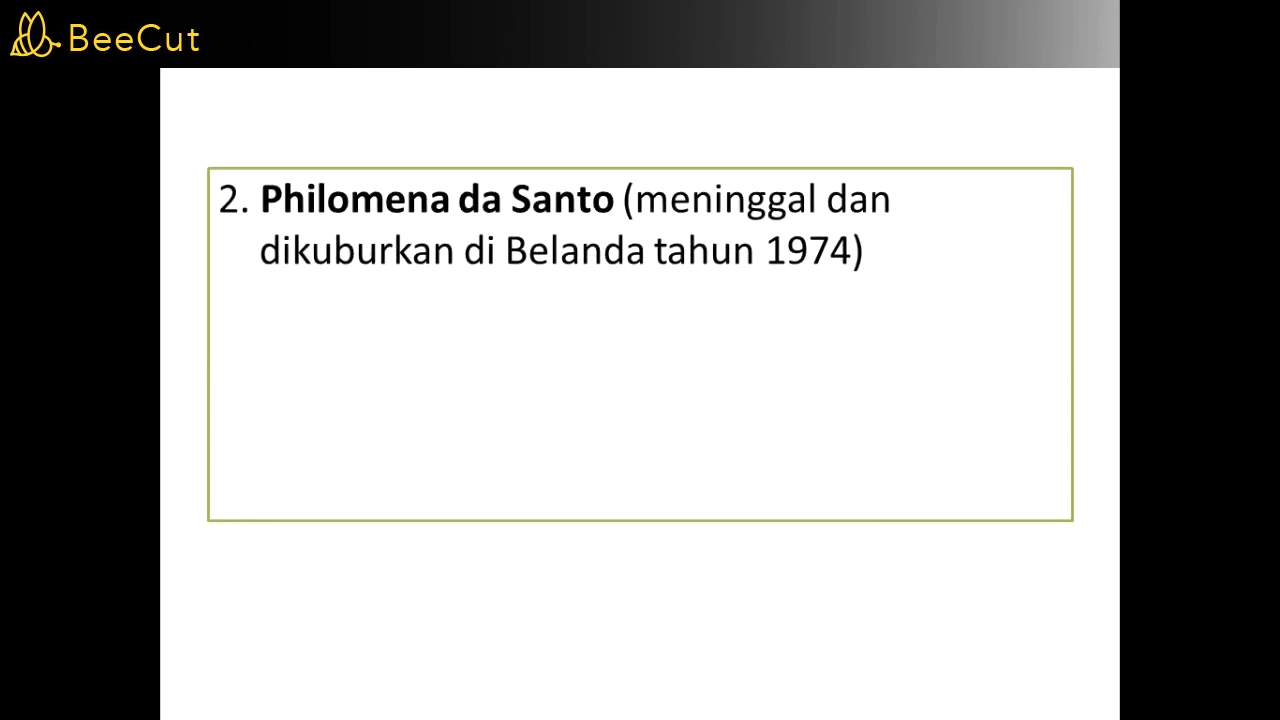 BeeCut
2. Philomena da Santo (meninggal dan
dikuburkan di Belanda tahun 1974)